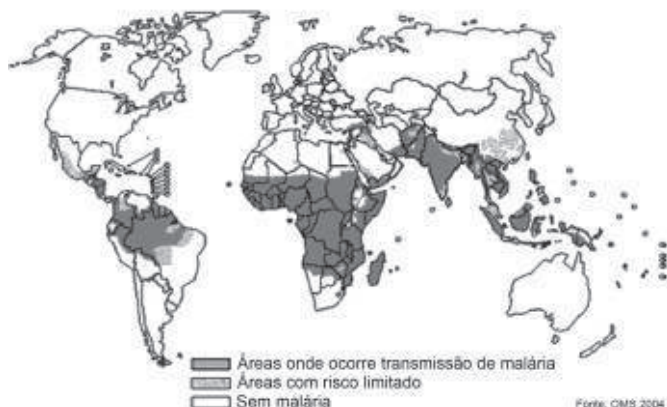 Áreas onde ocorre transmissão de malária
Áreas com risco limitado
Sem malária
Fonte: OMS 2004